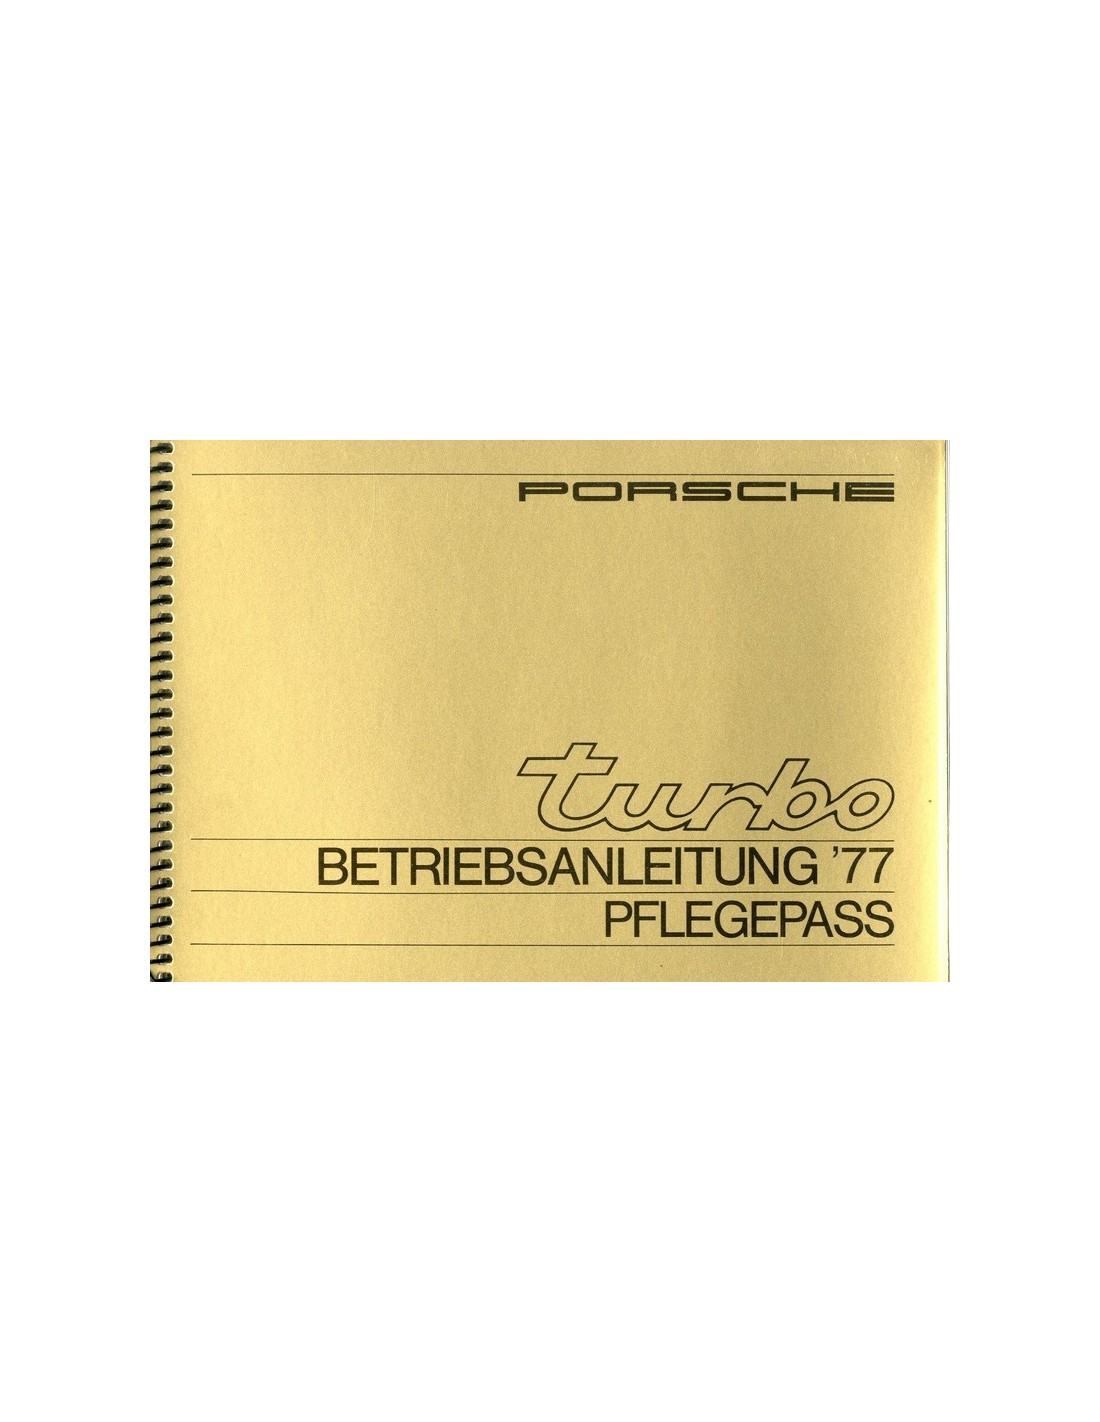 PORSCHE
turbo
BETRIEBSANLEITUNG '77
PFLEGEPASS